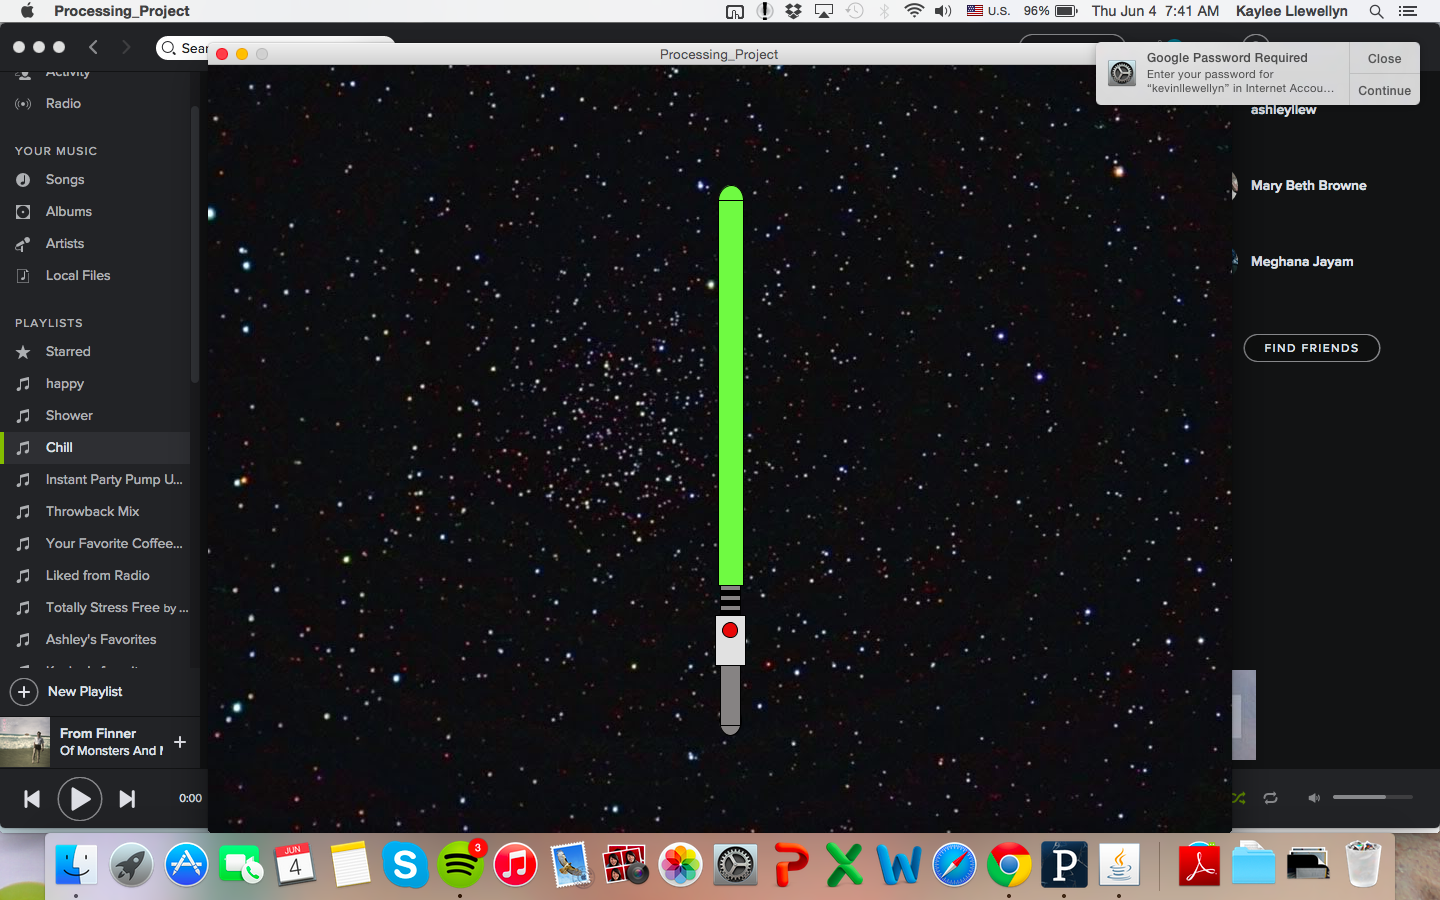 Processing_Project
U.S.
96%
Thu Jun 4 7:41 AM
Kaylee Llewellyn
Sear
Processing_Project
Google Password Required
Enter your password for
“kevinllewellyn” in Internet Accou...
Close
Continue
Activity
Radio
YOUR MUSIC
Songs
Albums
Artists
Local Files
PLAYLISTS
Starred
happy
Shower
Chill
Instant Party Pump U...
Throwback Mix
Your Favorite Coffee...
Liked from Radio
Totally Stress Free by ...
Ashley's Favorites
New Playlist
From Finner
Of Monsters And M
0:00
ashleyllew
Mary Beth Browne
Meghana Jayam
FIND FRIENDS
JUN
4
3
P
X
W
P